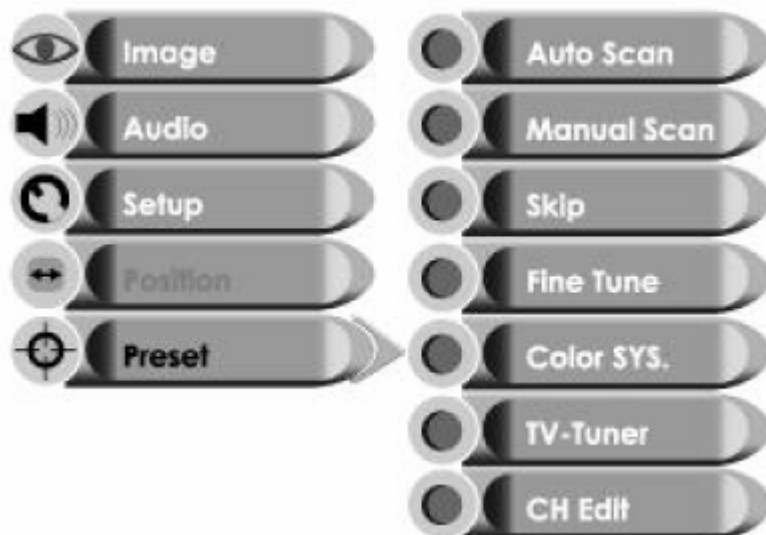 Image
Audio
Setup
Position
Preset
Auto Scan
Manual Scan
Skip
Fine Tune
Color SYS.
TV-Tuner
CH Edit